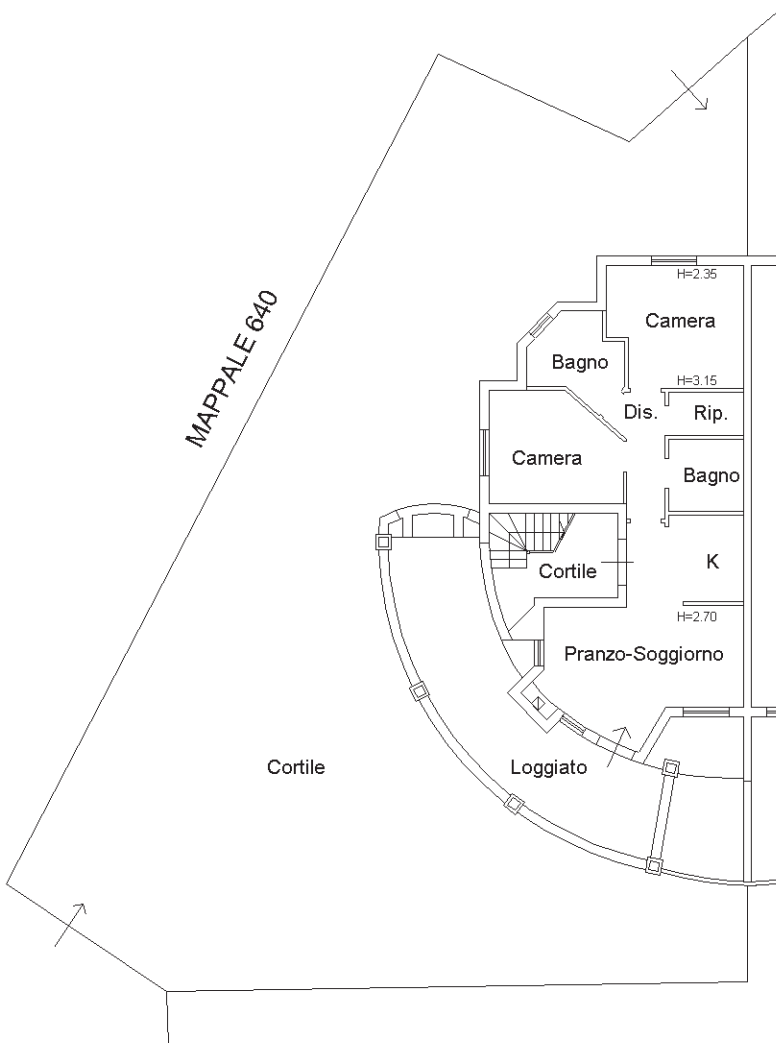 H=2.35
MAPPALE 640
Camera
Bagno
H=3.15
Dis.
Rip.
Camera
Bagno
Cortile
K
H=2.70
Pranzo-Soggiorno
Cortile
Loggiato